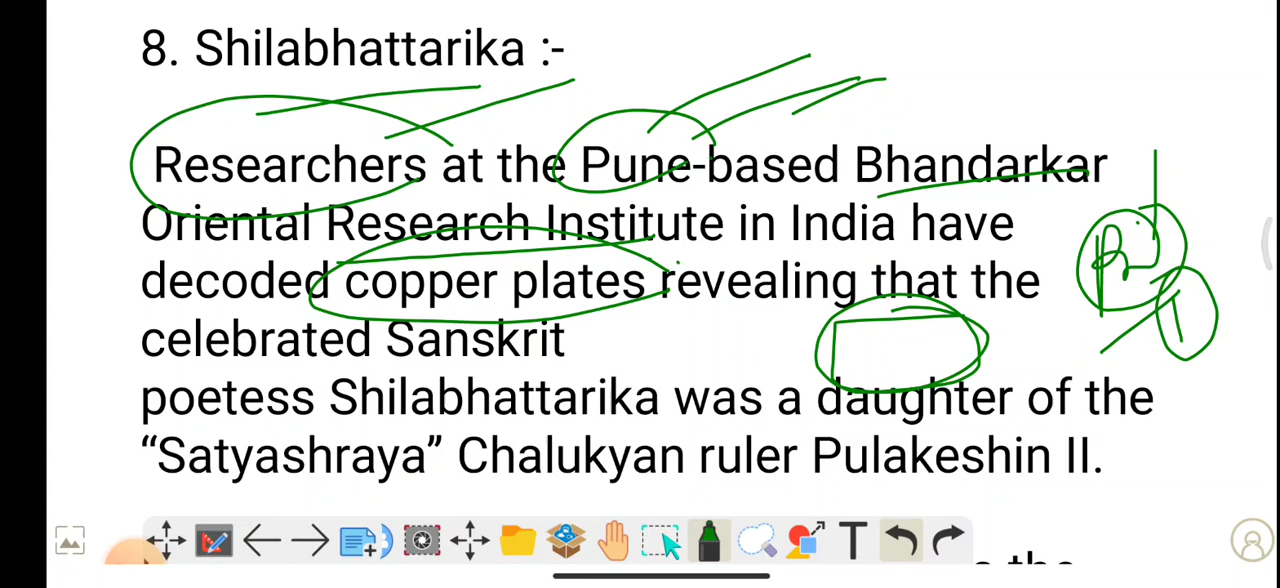 8. Shilabhattarika :-
Researchers at the Pune-based Bhandarkar
Oriental Research Institute in India have
decoded copper plates revealing that the
celebrated Sanskrit
poetess Shilabhattarika was a daughter of the
“Satyashraya” Chalukyan ruler Pulakeshin II.